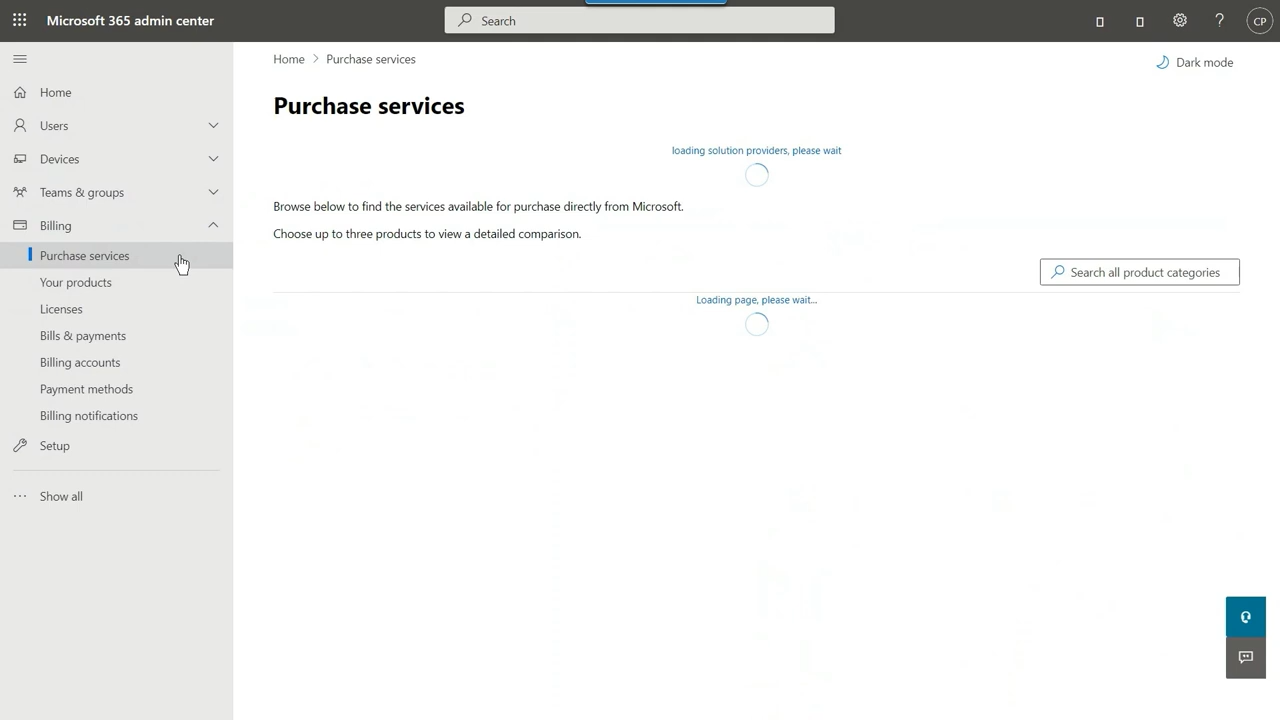 Microsoft 365 admin center
Search
CP
Home
Users
Devices
Teams & groups
Billing
Purchase services
Your products
Licenses
Bills & payments
Billing accounts
Payment methods
Billing notifications
Setup
Show all
Home > Purchase services
Dark mode
Purchase services
loading solution providers, please wait
Browse below to find the services available for purchase directly from Microsoft.
Choose up to three products to view a detailed comparison.
Search all product categories
Loading page, please wait...